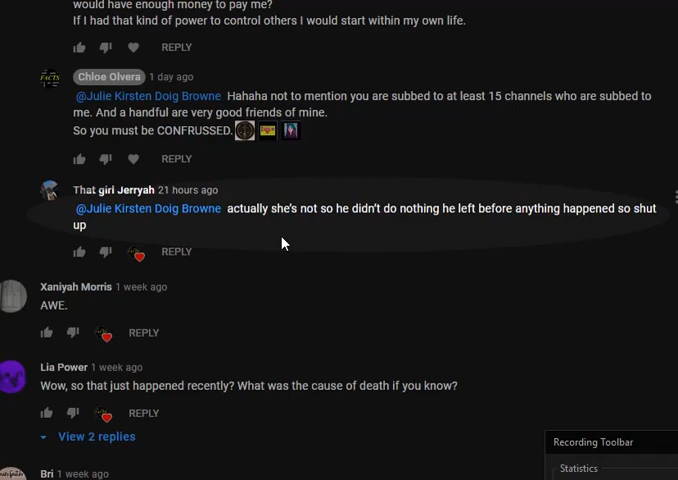 would have enough money to pay me?
If I had that kind of power to control others I would start within my own life.
REPLY
FACTS
Chloe Olvera 1 day ago
@Julie Kirsten Doig Browne Hahaha not to mention you are subbed to at least 15 channels who are subbed to
me. And a handful are very good friends of mine.
So you must be CONFRUSSED.
REPLY
That giri Jerryah 21 hours ago
@Julie Kirsten Doig Browne actually she's not so he didn't do nothing he left before anything happened so shut
up
REPLY
Xaniyah Morris 1 week ago
AWE.
REPLY
Lia Power 1 week ago
Wow, so that just happened recently? What was the cause of death if you know?
REPLY
View 2 replies
Recording Toolbar
Statistics
Bri 1 week ago